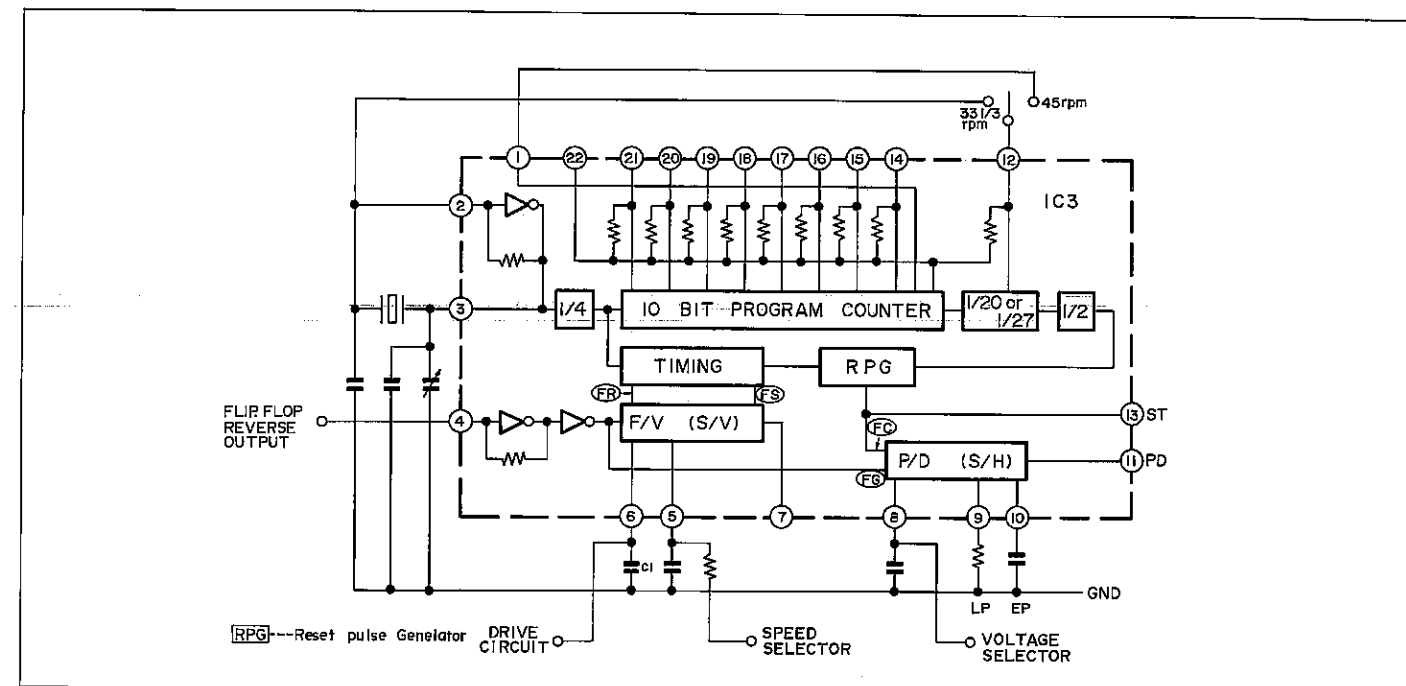 45rpm
33 1/3
rpm
1 22 21 20 19 18 17 16 15 14 12
IC3
2
3
1/4
10 BIT PROGRAM COUNTER
1/20 or
1/27
1/2
TIMING
RPG
FR
FS
13 ST
FLIP. FLOP
REVERSE
OUTPUT
4
F/V (S/V)
FC
P/D (S/H)
11 PD
FG
6 5 7 8 9 10
C1
GND
LP EP
RPG---Reset pulse Genelator
DRIVE
CIRCUIT
SPEED
SELECTOR
VOLTAGE
SELECTOR